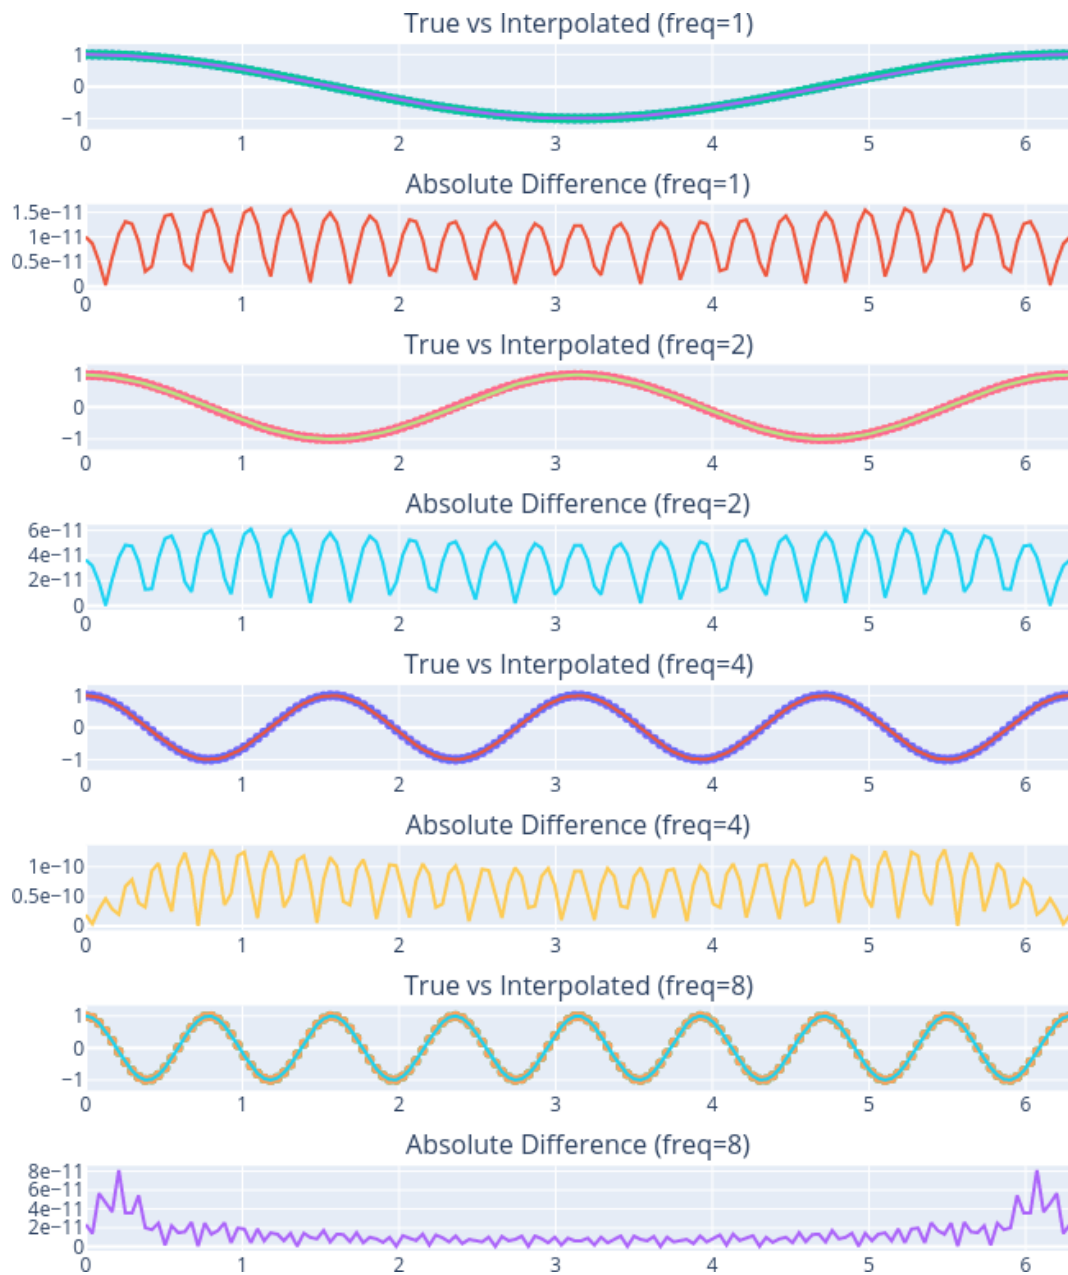 True vs Interpolated (freq=1)
1
0
−1
0 1 2 3 4 5 6
Absolute Difference (freq=1)
1.5e−11
1e−11
0.5e−11
0
0 1 2 3 4 5 6
True vs Interpolated (freq=2)
1
0
−1
0 1 2 3 4 5 6
Absolute Difference (freq=2)
6e−11
4e−11
2e−11
0
0 1 2 3 4 5 6
True vs Interpolated (freq=4)
1
0
−1
0 1 2 3 4 5 6
Absolute Difference (freq=4)
1e−10
0.5e−10
0
0 1 2 3 4 5 6
True vs Interpolated (freq=8)
1
0
−1
0 1 2 3 4 5 6
Absolute Difference (freq=8)
8e−11
6e−11
4e−11
2e−11
0
0 1 2 3 4 5 6